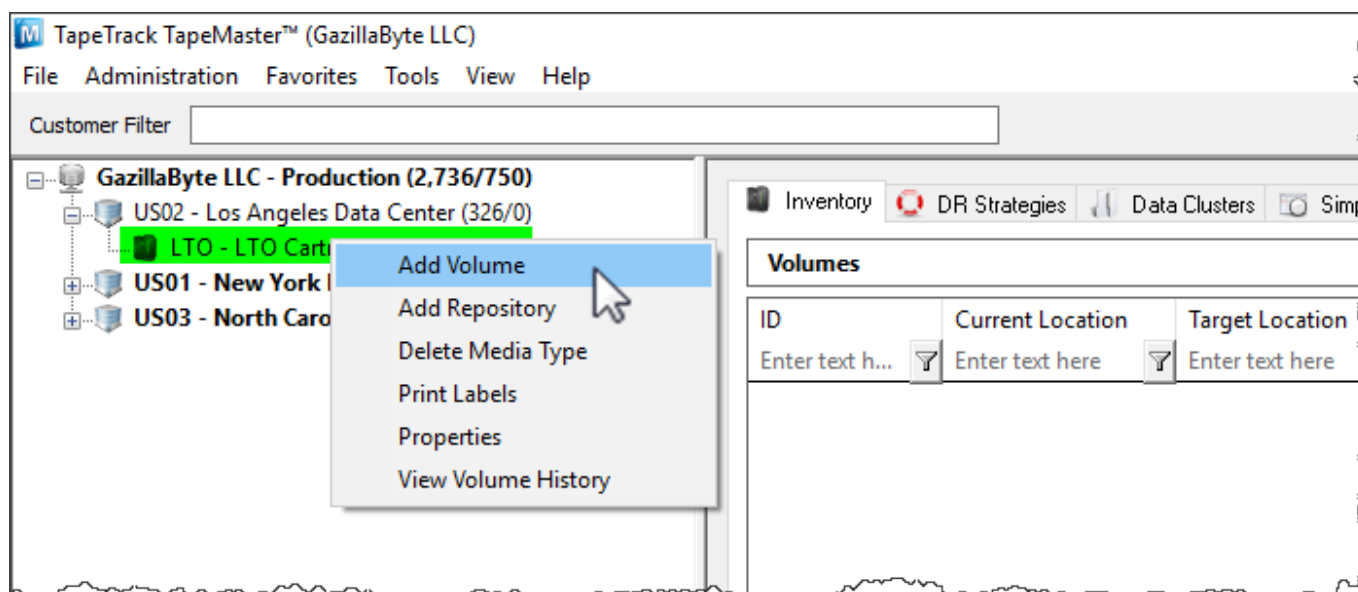 TapeTrack TapeMaster™ (GazillaByte LLC)
File Administration Favorites Tools View Help
Customer Filter
GazillaByte LLC - Production (2,736/750)
US02 - Los Angeles Data Center (326/0)
LTO - LTO
US01 - New York
US03 - North
Add Volume
Add Repository
Delete Media Type
Print Labels
Properties
View Volume History
Inventory DR Strategies Data Clusters
Volumes
ID Current Location Target Location
Enter text h... Enter text here Enter text here